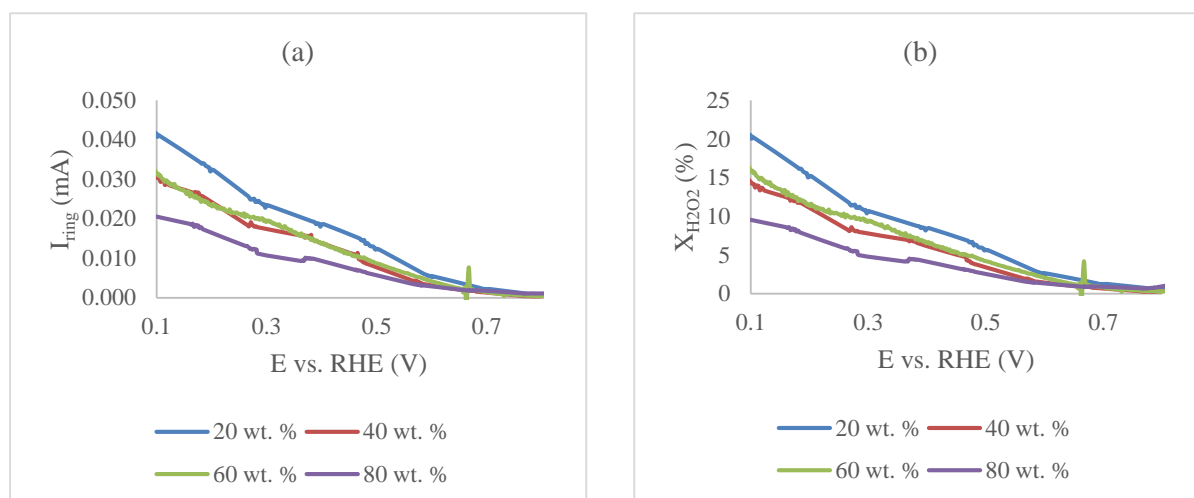 (a)
I_ring (mA)
0.050
0.040
0.030
0.020
0.010
0.000
0.1 0.3 0.5 0.7
E vs. RHE (V)
20 wt. % 40 wt. %
60 wt. % 80 wt. %
(b)
X_H2O2 (%)
25
20
15
10
5
0
0.1 0.3 0.5 0.7
E vs. RHE (V)
20 wt. % 40 wt. %
60 wt. % 80 wt. %